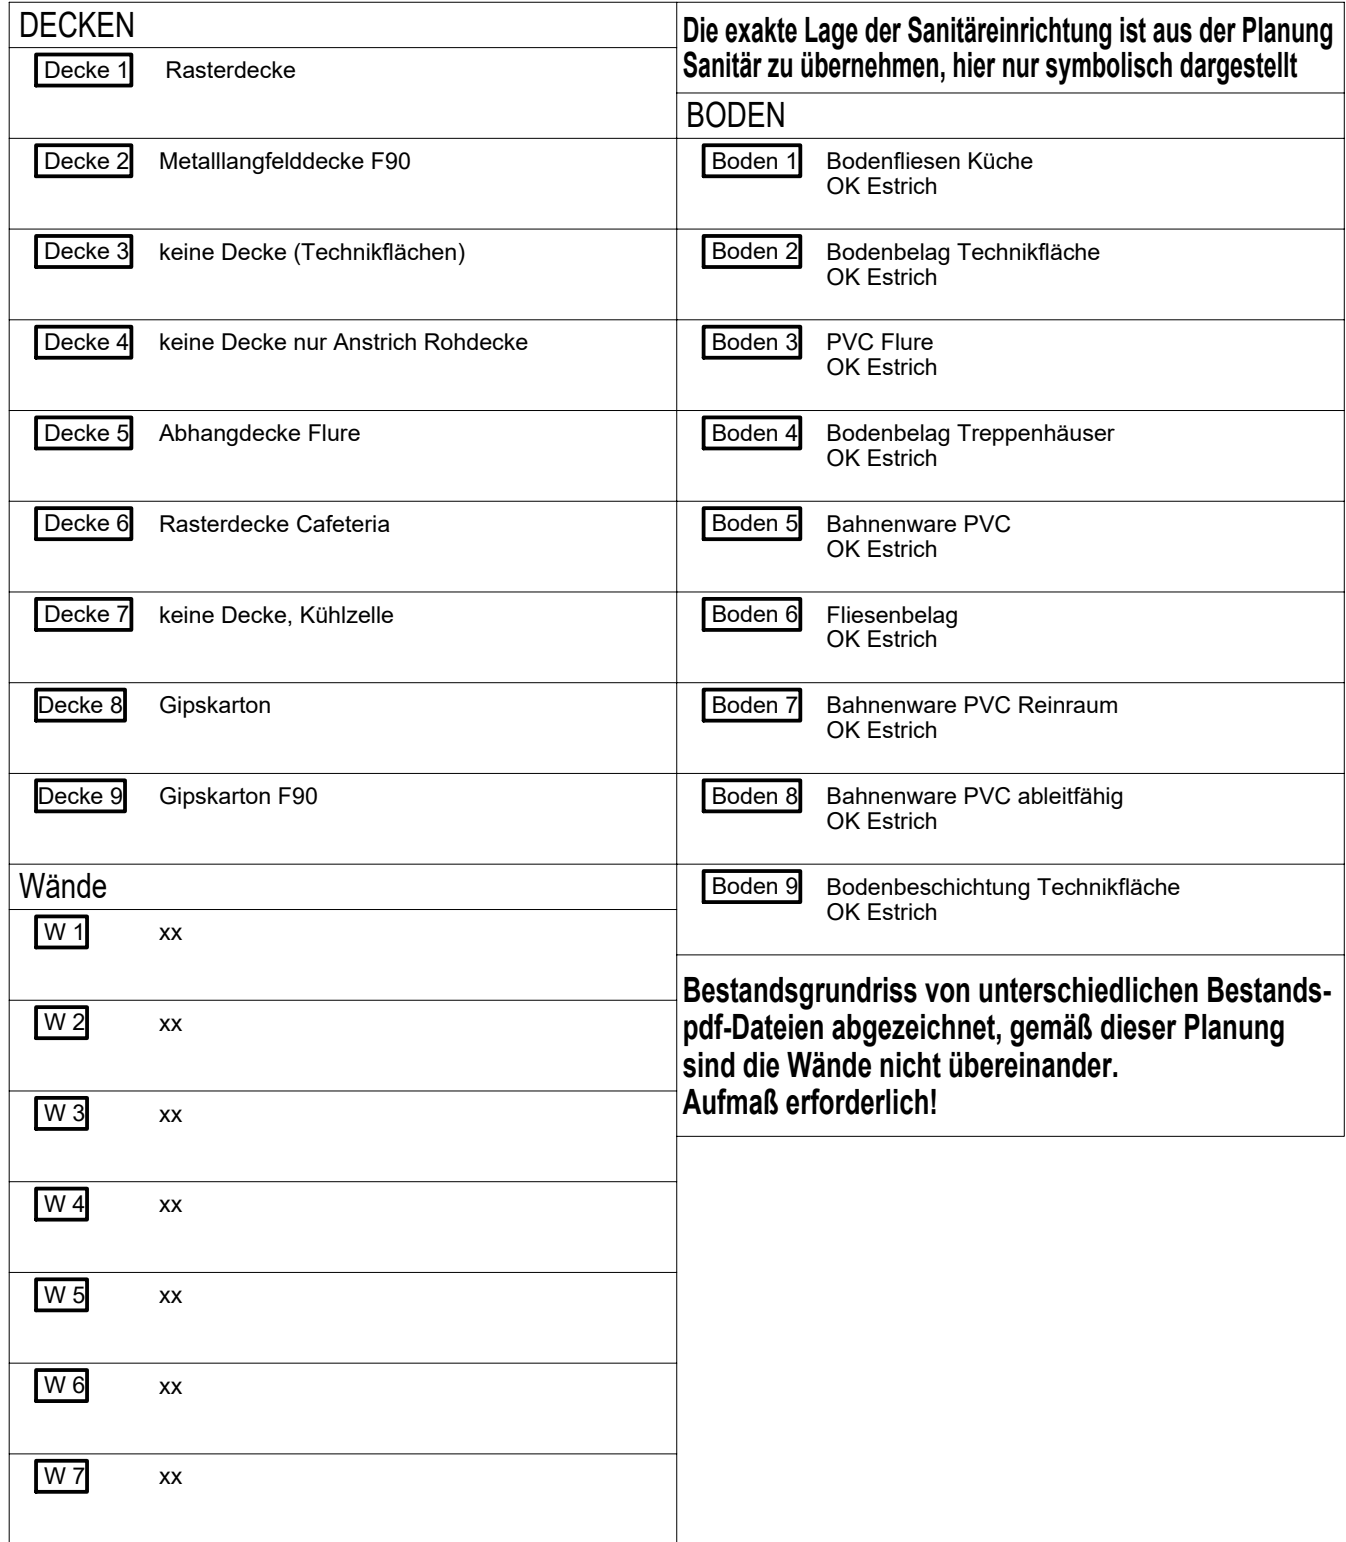 DECKEN
Decke 1 Rasterdecke
Decke 2 Metalllangfelddecke F90
Decke 3 keine Decke (Technikflächen)
Decke 4 keine Decke nur Anstrich Rohdecke
Decke 5 Abhangdecke Flure
Decke 6 Rasterdecke Cafeteria
Decke 7 keine Decke, Kühlzelle
Decke 8 Gipskarton
Decke 9 Gipskarton F90
Wände
W 1 xx
W 2 xx
W 3 xx
W 4 xx
W 5 xx
W 6 xx
W 7 xx
Die exakte Lage der Sanitäreinrichtung ist aus der Planung
Sanitär zu übernehmen, hier nur symbolisch dargestellt
BODEN
Boden 1 Bodenfliesen Küche
OK Estrich
Boden 2 Bodenbelag Technikfläche
OK Estrich
Boden 3 PVC Flure
OK Estrich
Boden 4 Bodenbelag Treppenhäuser
OK Estrich
Boden 5 Bahnenware PVC
OK Estrich
Boden 6 Fliesenbelag
OK Estrich
Boden 7 Bahnenware PVC Reinraum
OK Estrich
Boden 8 Bahnenware PVC ableitfähig
OK Estrich
Boden 9 Bodenbeschichtung Technikfläche
OK Estrich
Bestandsgrundriss von unterschiedlichen Bestands-
pdf-Dateien abgezeichnet, gemäß dieser Planung
sind die Wände nicht übereinander.
Aufmaß erforderlich!